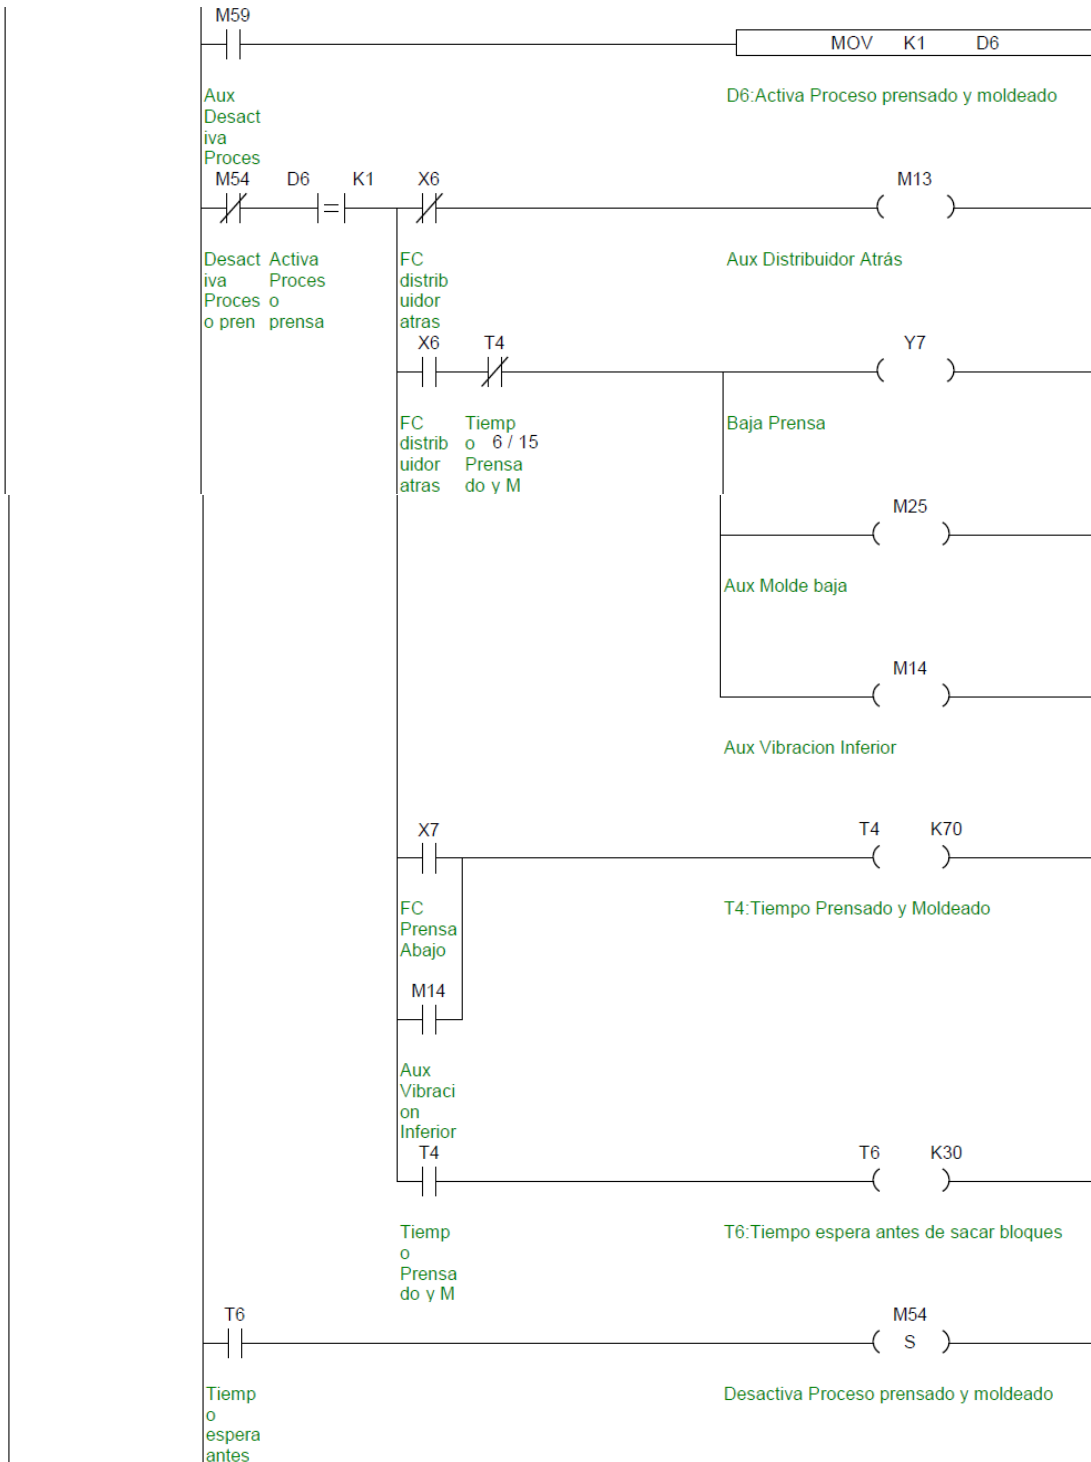 M59
MOV K1 D6
Aux
Desact
iva
Proces
D6:Activa Proceso prensado y moldeado
M54 D6 K1 X6 M13
=
Desact
iva
Proces
o pren
Activa
Proces
o
prensa
FC
distrib
uidor
atras
Aux Distribuidor Atrás
X6 T4 Y7
FC
distrib
uidor
atras
Tiemp
o 6 / 15
Prensa
do y M
Baja Prensa
M25
Aux Molde baja
M14
Aux Vibracion Inferior
X7 T4 K70
FC
Prensa
Abajo
T4:Tiempo Prensado y Moldeado
M14
Aux
Vibraci
on
Inferior
T4 T6 K30
Tiemp
o
Prensa
do y M
T6:Tiempo espera antes de sacar bloques
T6 M54
S
Tiemp
o
espera
antes
Desactiva Proceso prensado y moldeado